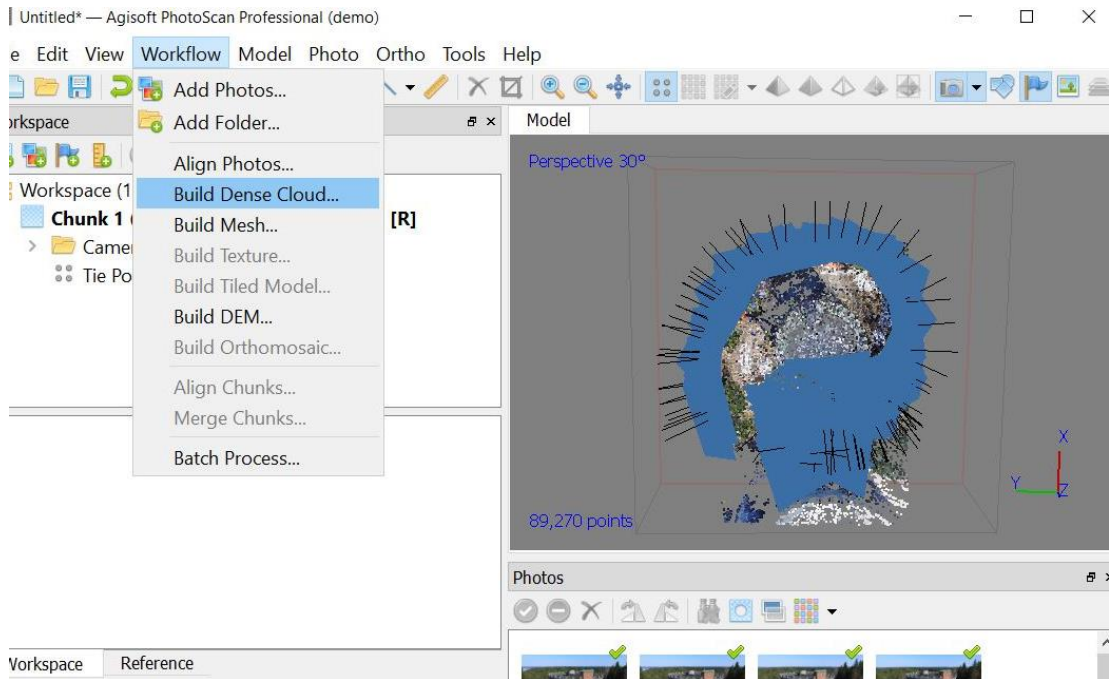 Untitled* — Agisoft PhotoScan Professional (demo)
e Edit View Workflow Model Photo Ortho Tools Help
orkspace
Add Photos...
Add Folder...
Align Photos...
Build Dense Cloud...
Build Mesh...
Build Texture...
Build Tiled Model...
Build DEM...
Build Orthomosaic...
Align Chunks...
Merge Chunks...
Batch Process...
Workspace (1
Chunk 1 [R]
Camer
Tie Po
Model
Perspective 30°
89,270 points
X
Y
Z
Photos
Workspace Reference